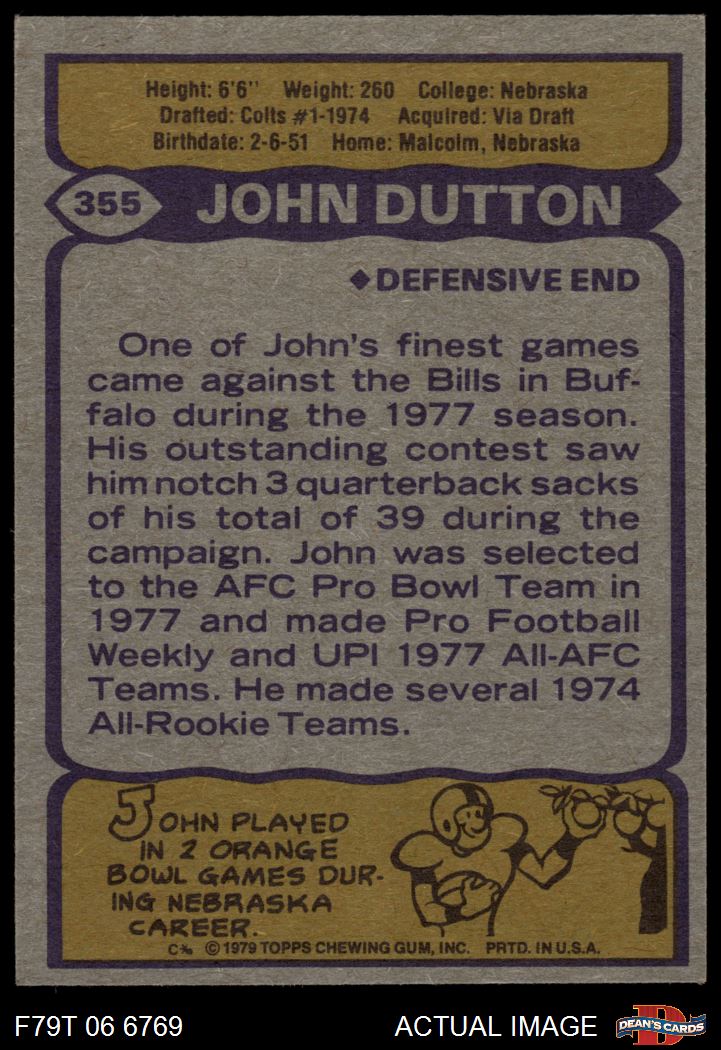 Height: 6'6" Weight: 260 College: Nebraska
Drafted: Colts #1-1974 Acquired: Via Draft
Birthdate: 2-6-51 Home: Malcolm, Nebraska
355 JOHN DUTTON
◆DEFENSIVE END
One of John's finest games
came against the Bills in Buf-
falo during the 1977 season.
His outstanding contest saw
him notch 3 quarterback sacks
of his total of 39 during the
campaign. John was selected
to the AFC Pro Bowl Team in
1977 and made Pro Football
Weekly and UPI 1977 All-AFC
Teams. He made several 1974
All-Rookie Teams.
JOHN PLAYED
IN 2 ORANGE
BOWL GAMES DUR-
ING NEBRASKA
CAREER.
© 1979 TOPPS CHEWING GUM, INC. PRTD. IN U.S.A.
F79T 06 6769 ACTUAL IMAGE DEAN'S CARDS